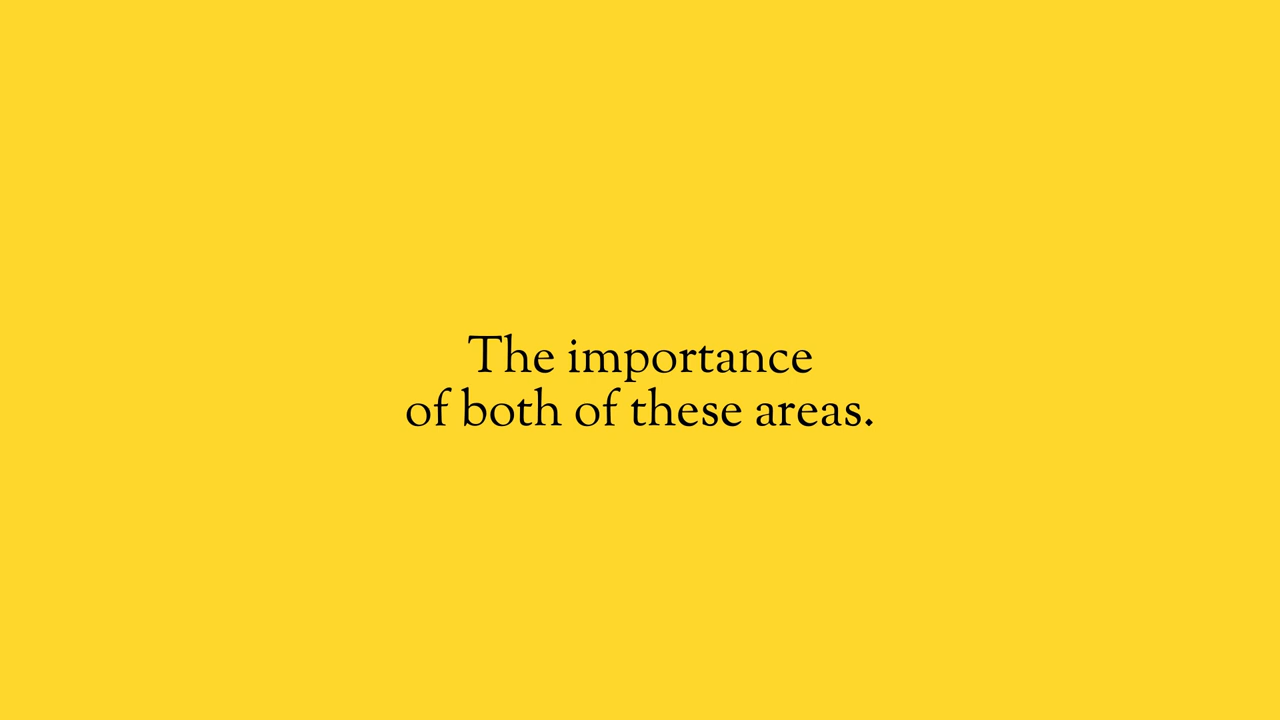 The importance
of both of these areas.